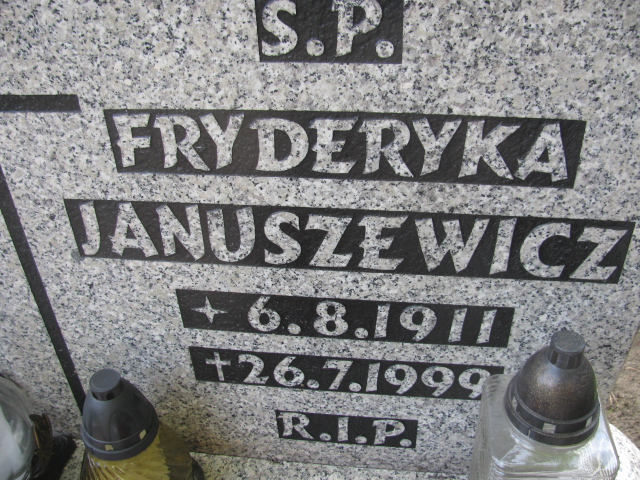 S.P.
FRYDERYKA
JANUSZEWICZ
6.8.1911
†26.7.1999
R.I.P.